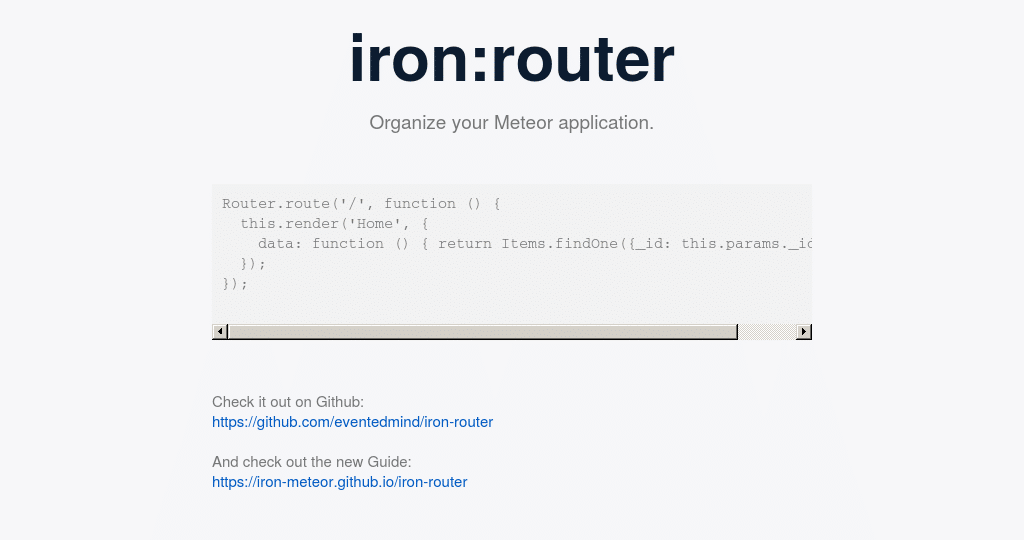 iron:router
Organize your Meteor application.
Router.route('/', function () {
  this.render('Home', {
    data: function () { return Items.findOne({_id: this.params._id
  });
});
Check it out on Github:
https://github.com/eventedmind/iron-router
And check out the new Guide:
https://iron-meteor.github.io/iron-router